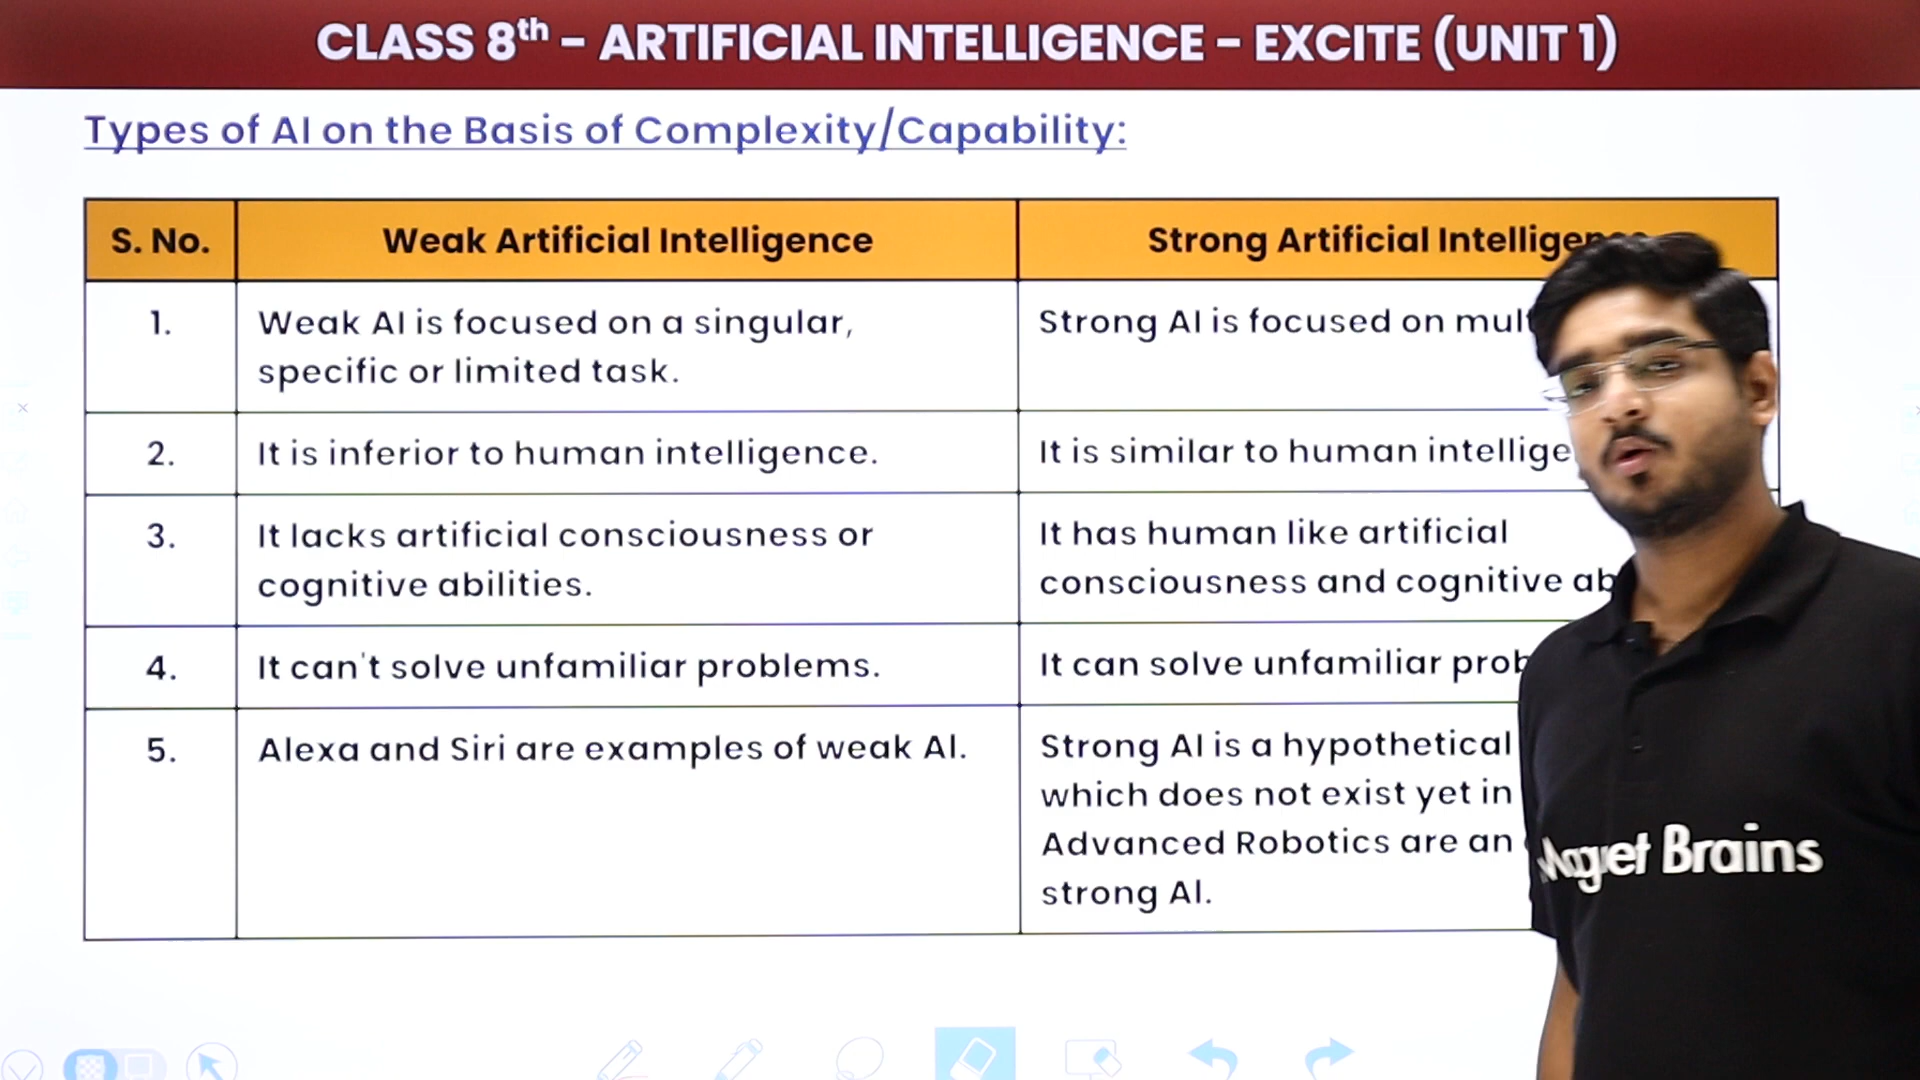 CLASS 8th - ARTIFICIAL INTELLIGENCE - EXCITE (UNIT 1)
Types of AI on the Basis of Complexity/Capability:
S. No.
Weak Artificial Intelligence
Strong Artificial
1.
Weak AI is focused on a singular,
specific or limited task.
Strong AI is focused on
2.
It is inferior to human intelligence.
It is similar to human
3.
It lacks artificial consciousness or
cognitive abilities.
It has human like artificial
consciousness and cognitive
4.
It can't solve unfamiliar problems.
It can solve unfamiliar
5.
Alexa and Siri are examples of weak AI.
Strong AI is a hypothetical
which does not exist yet in
Advanced Robotics are an
strong AI.
Magnet Brains